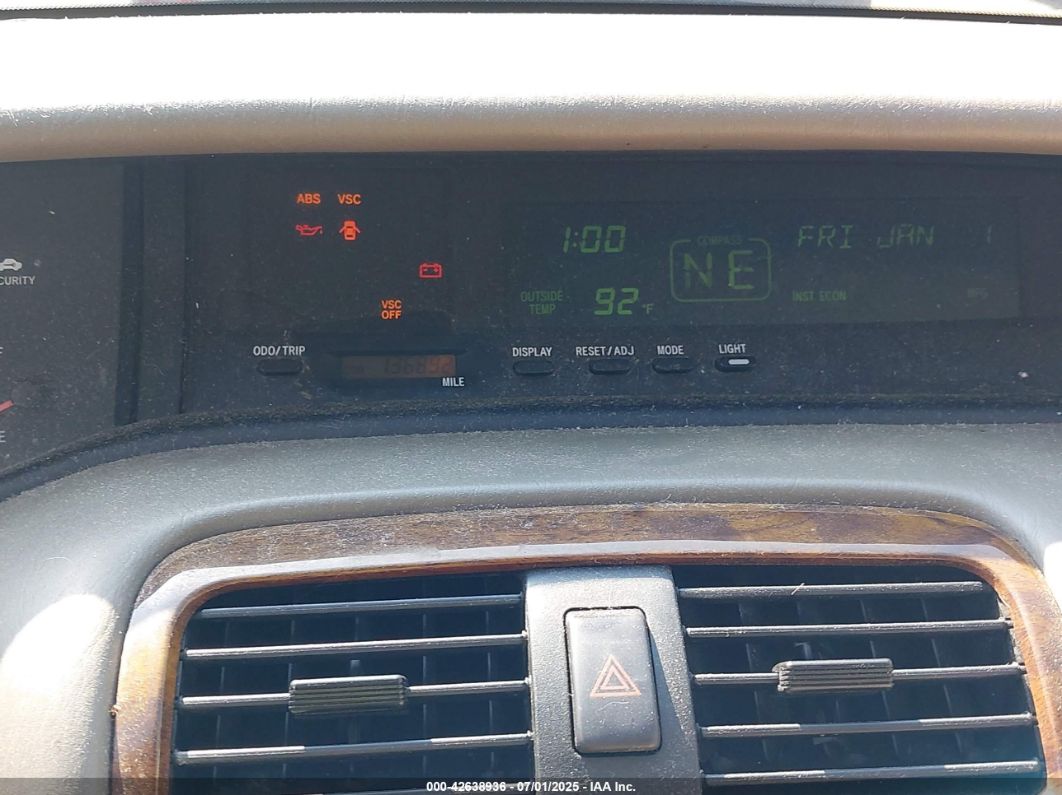 ABS VSC
1:00
COMPASS
FRI JAN 1
NE
CURITY
OUTSIDE TEMP 92 °F
INST ECON
MPG
VSC OFF
ODO/TRIP
DISPLAY
RESET/ADJ
MODE
LIGHT
F
MILE
E
000-42638936 - 07/01/2025 - IAA Inc.